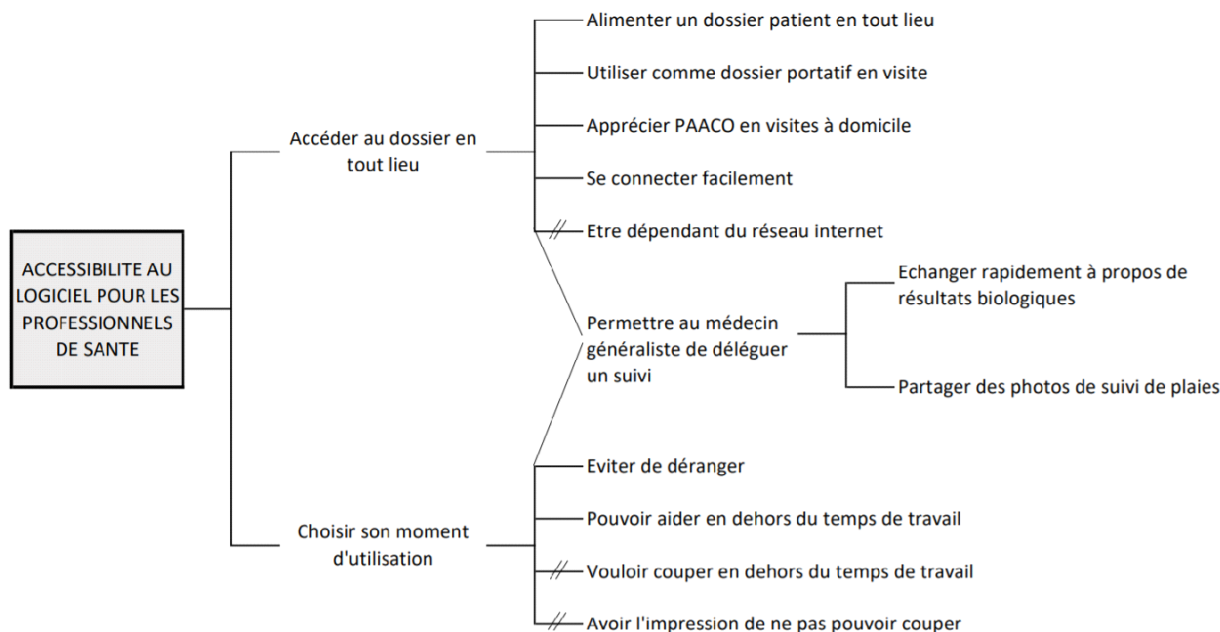 ACCESSIBILITE AU
LOGICIEL POUR LES
PROFESSIONNELS
DE SANTE
Accéder au dossier en
tout lieu
Alimenter un dossier patient en tout lieu
Utiliser comme dossier portatif en visite
Apprécier PAACO en visites à domicile
Se connecter facilement
Etre dépendant du réseau internet
Permettre au médecin
généraliste de déléguer
un suivi
Echanger rapidement à propos de
résultats biologiques
Partager des photos de suivi de plaies
Choisir son moment
d'utilisation
Eviter de déranger
Pouvoir aider en dehors du temps de travail
Vouloir couper en dehors du temps de travail
Avoir l'impression de ne pas pouvoir couper